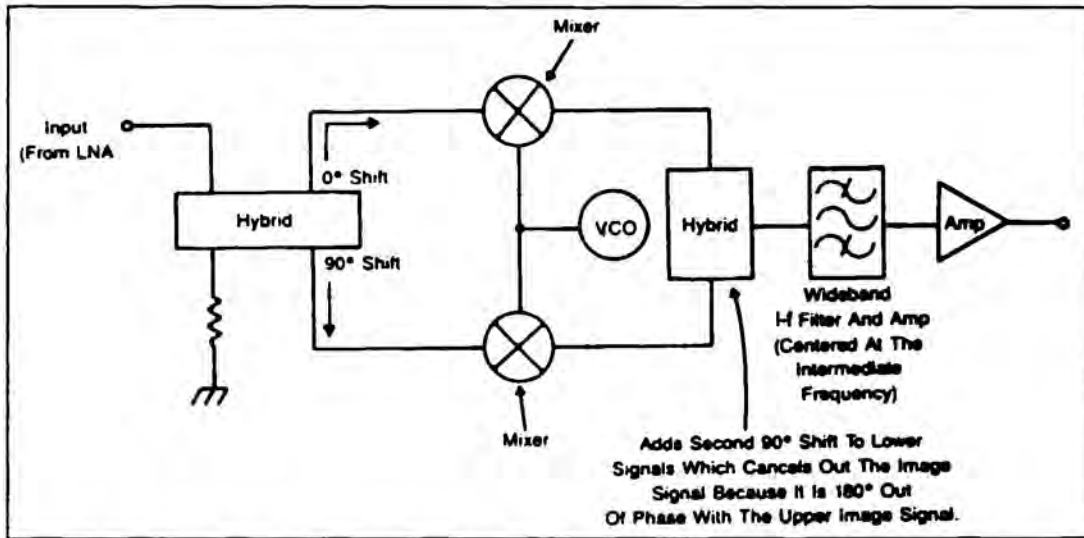 Mixer
Input
(From LNA
0° Shift
Hybrid
90° Shift
VCO
Hybrid
Amp
Wideband
I-f Filter And Amp
(Centered At The
Intermediate
Frequency)
Mixer
Adds Second 90° Shift To Lower
Signals Which Cancels Out The Image
Signal Because It Is 180° Out
Of Phase With The Upper Image Signal.